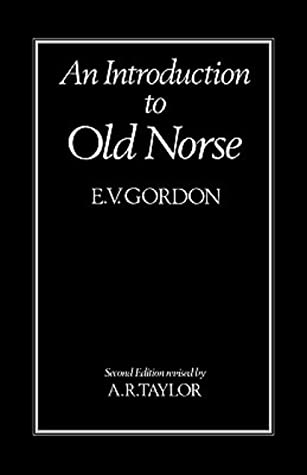 An Introduction
to
Old Norse
E.V. GORDON
Second Edition revised by
A.R.TAYLOR